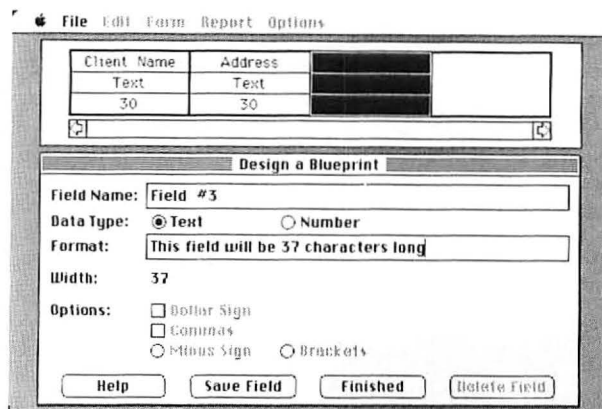 File Edit Form Report Options
Client Name Address
Text Text
30 30
Design a Blueprint
Field Name: Field #3
Data Type: Text Number
Format: This field will be 37 characters long
Width: 37
Options: Dollar Sign
Commas
Minus Sign Brackets
Help Save Field Finished Delete Field